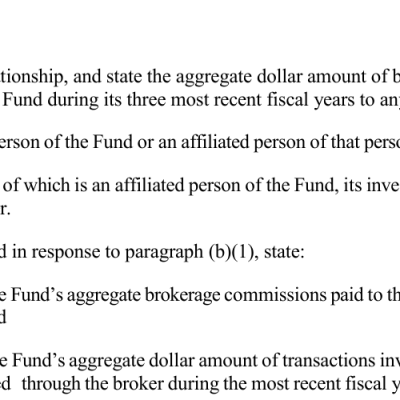 tionship, and state the aggregate dollar amount of b
Fund during its three most recent fiscal years to an
erson of the Fund or an affiliated person of that pers
of which is an affiliated person of the Fund, its inve
r.
d in response to paragraph (b)(1), state:
e Fund's aggregate brokerage commissions paid to th
d
e Fund's aggregate dollar amount of transactions inv
ed through the broker during the most recent fiscal y